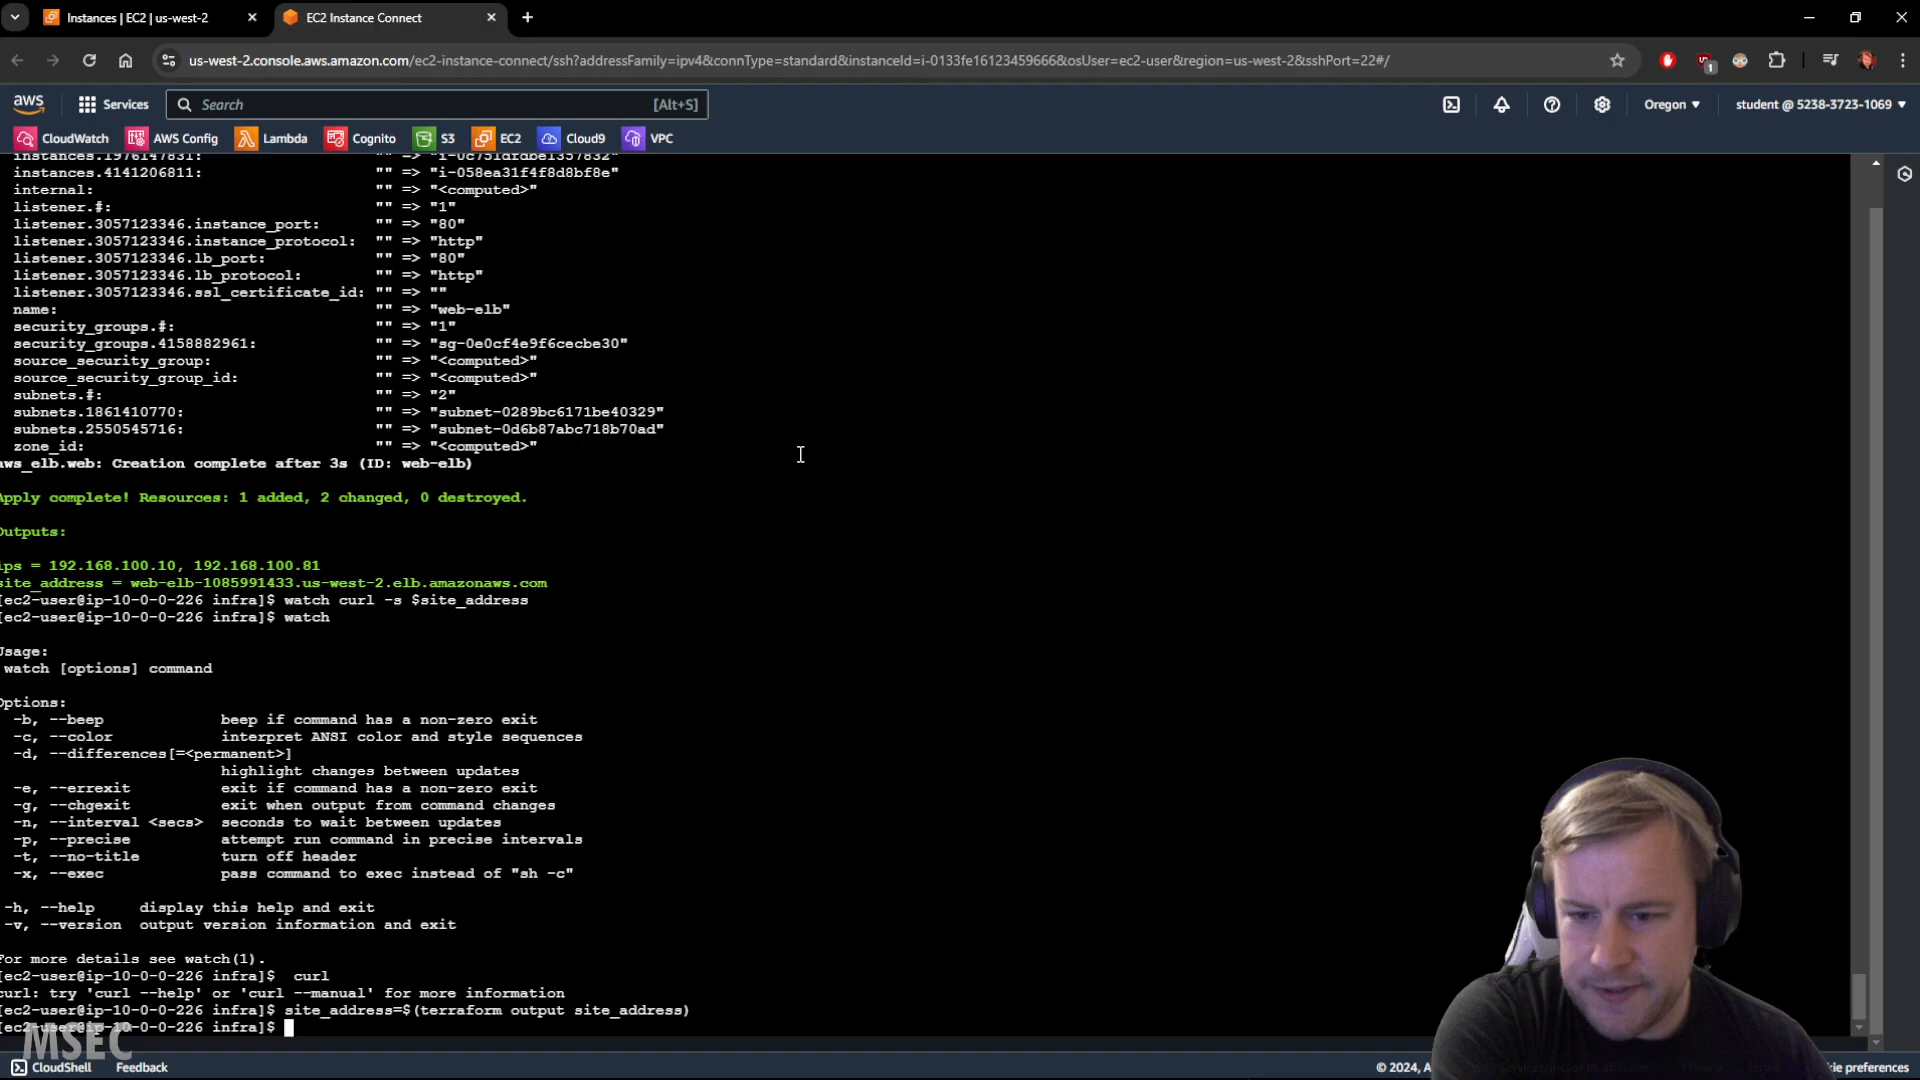 Instances | EC2 | us-west-2
EC2 Instance Connect
us-west-2.console.aws.amazon.com/ec2-instance-connect/ssh?addressFamily=ipv4&connType=standard&instanceId=i-0133fe16123459666&osUser=ec2-user&region=us-west-2&sshPort=22#/
1
aws
Services
Search
[Alt+S]
Oregon
student @ 5238-3723-1069
CloudWatch
AWS Config
Lambda
Cognito
S3
EC2
Cloud9
VPC
instances.1976147831: "" => "i-0c751dfdbe1357832"
instances.4141206811: "" => "i-058ea31f4f8d8bf8e"
internal: "" => "<computed>"
listener.#: "" => "1"
listener.3057123346.instance_port: "" => "80"
listener.3057123346.instance_protocol: "" => "http"
listener.3057123346.lb_port: "" => "80"
listener.3057123346.lb_protocol: "" => "http"
listener.3057123346.ssl_certificate_id: "" => ""
name: "" => "web-elb"
security_groups.#: "" => "1"
security_groups.4158882961: "" => "sg-0e0cf4e9f6cecbe30"
source_security_group: "" => "<computed>"
source_security_group_id: "" => "<computed>"
subnets.#: "" => "2"
subnets.1861410770: "" => "subnet-0289bc6171be40329"
subnets.2550545716: "" => "subnet-0d6b87abc718b70ad"
zone_id: "" => "<computed>"
aws_elb.web: Creation complete after 3s (ID: web-elb)
Apply complete! Resources: 1 added, 2 changed, 0 destroyed.
Outputs:
ips = 192.168.100.10, 192.168.100.81
site_address = web-elb-1085991433.us-west-2.elb.amazonaws.com
[ec2-user@ip-10-0-0-226 infra]$ watch curl -s $site_address
[ec2-user@ip-10-0-0-226 infra]$ watch
Usage:
watch [options] command
Options:
-b, --beep beep if command has a non-zero exit
-c, --color interpret ANSI color and style sequences
-d, --differences[=<permanent>]
highlight changes between updates
-e, --errexit exit if command has a non-zero exit
-g, --chgexit exit when output from command changes
-n, --interval <secs> seconds to wait between updates
-p, --precise attempt run command in precise intervals
-t, --no-title turn off header
-x, --exec pass command to exec instead of "sh -c"
-h, --help display this help and exit
-v, --version output version information and exit
For more details see watch(1).
[ec2-user@ip-10-0-0-226 infra]$ curl
curl: try 'curl --help' or 'curl --manual' for more information
[ec2-user@ip-10-0-0-226 infra]$ site_address=$(terraform output site_address)
[ec2-user@ip-10-0-0-226 infra]$
MSEC
CloudShell
Feedback
© 2024,
preferences